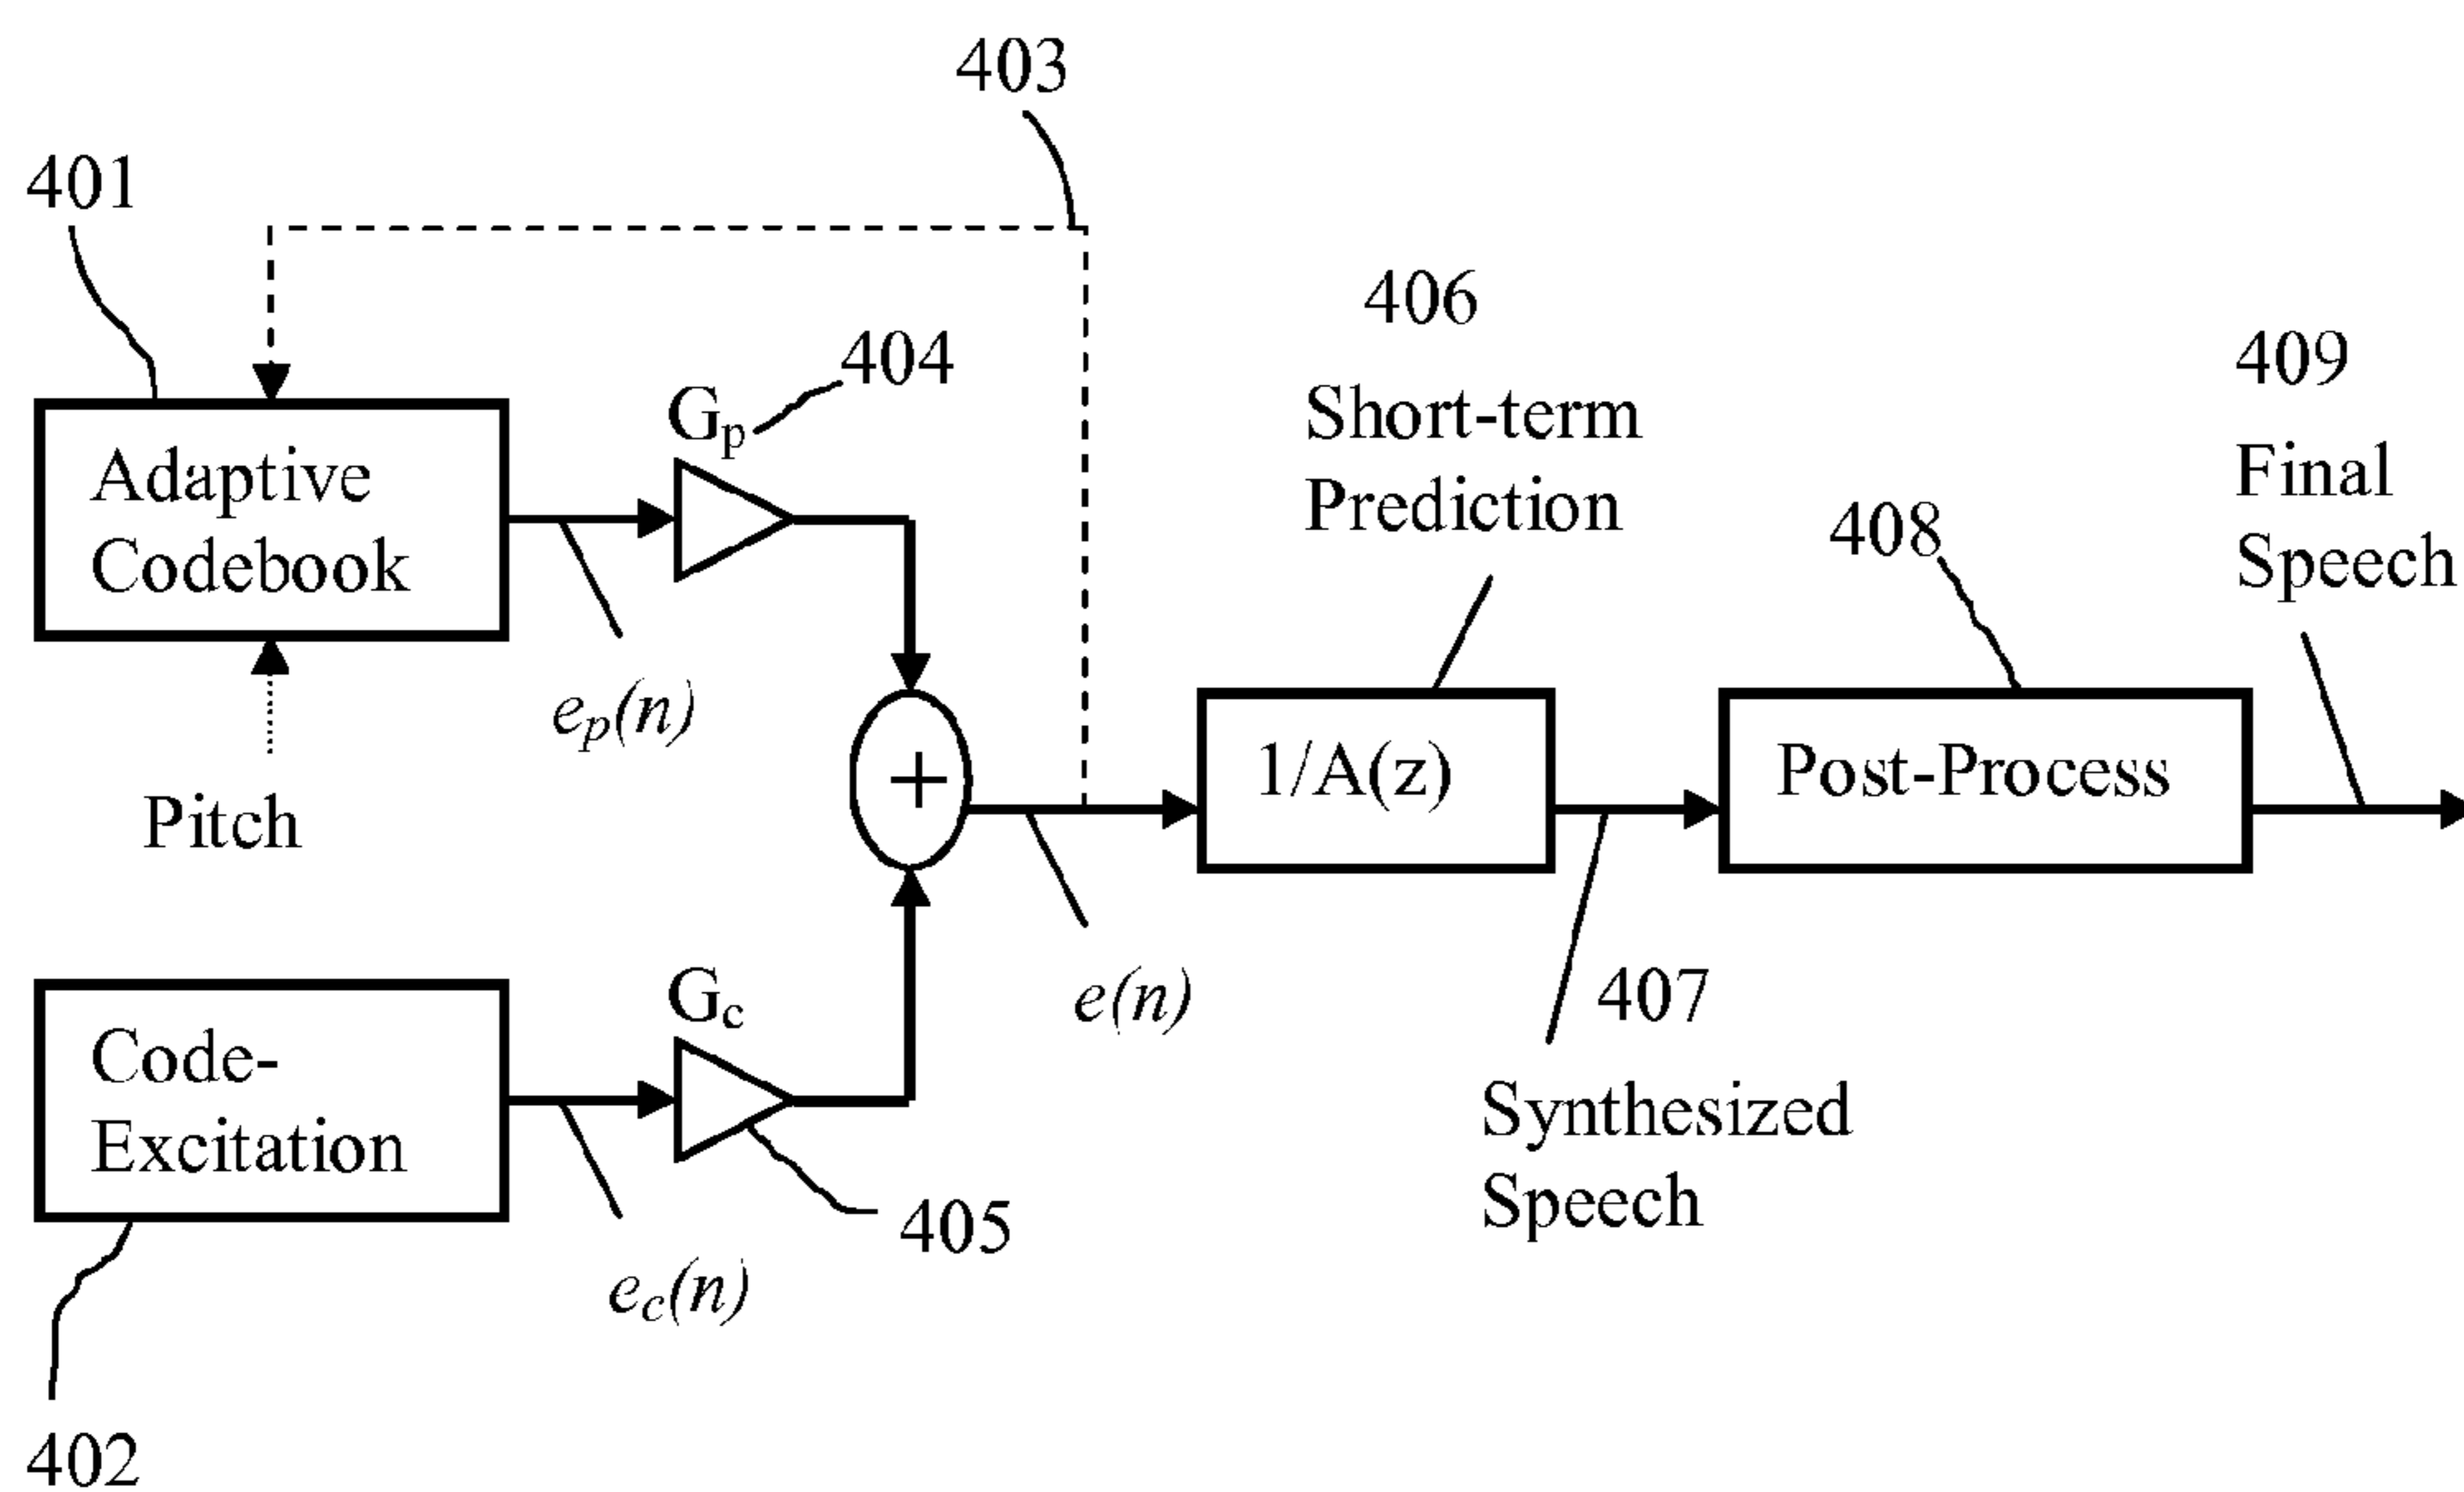 403
401
406
404
409
Short-term
Prediction
Final
Speech
Gp
408
Adaptive
Codebook
ep(n)
1/A(z)
Post-Process
+
Pitch
Gc
e(n)
407
Code-
Excitation
Synthesized
Speech
405
ec(n)
402